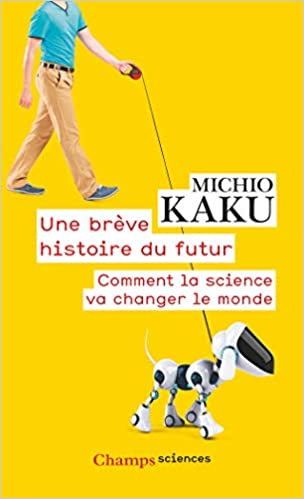 MICHIO
KAKU
Une brève
histoire du futur
Comment la science
va changer le monde
Champs sciences